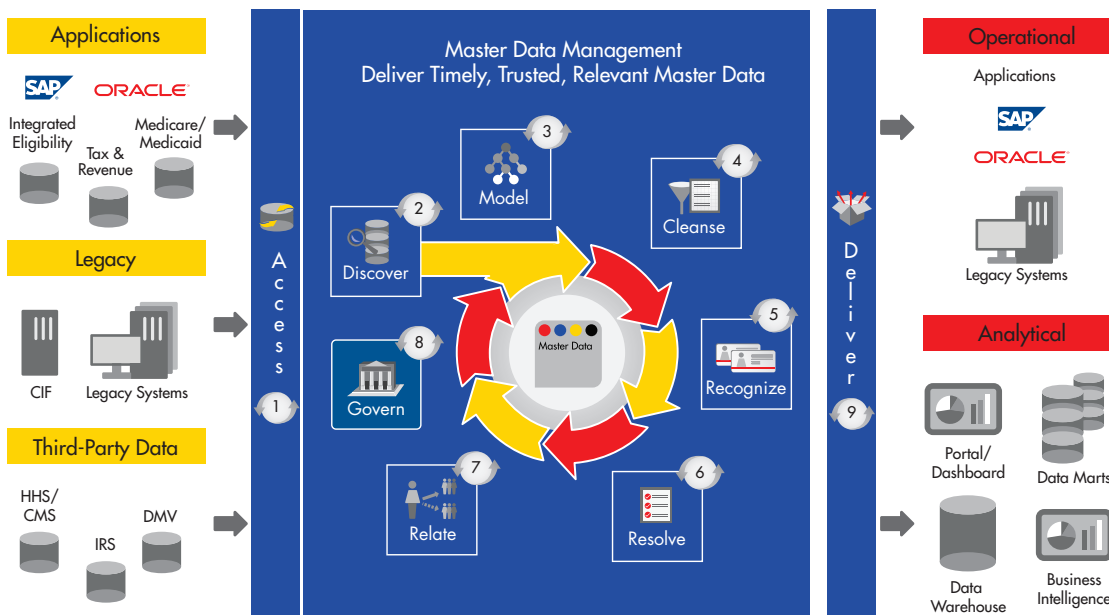 Applications
SAP
ORACLE
Integrated
Eligibility
Tax &
Revenue
Medicare/
Medicaid
Legacy
CIF
Legacy Systems
Third-Party Data
HHS/
CMS
IRS
DMV
Access
1
Master Data Management
Deliver Timely, Trusted, Relevant Master Data
2
Discover
3
Model
4
Cleanse
5
Recognize
6
Resolve
7
Relate
8
Govern
Master Data
Deliver
9
Operational
Applications
SAP
ORACLE
Legacy Systems
Analytical
Portal/
Dashboard
Data Marts
Data
Warehouse
Business
Intelligence